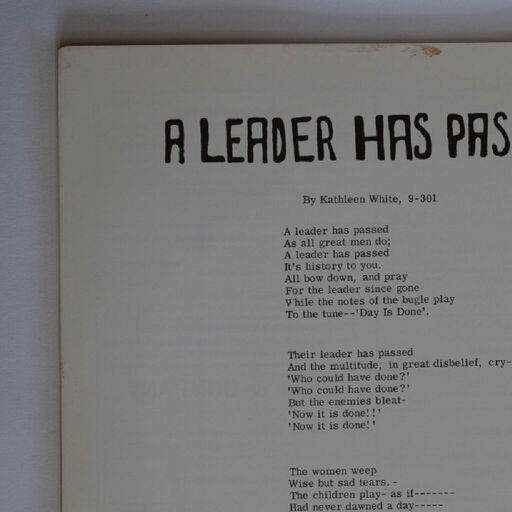 A LEADER HAS PAS
By Kathleen White, 9-301
A leader has passed
As all great men do;
A leader has passed
It's history to you.
All bow down, and pray
For the leader since gone
While the notes of the bugle play
To the tune--'Day Is Done'.
Their leader has passed
And the multitude, in great disbelief, cry-
'Who could have done?'
'Who could have done?'
But the enemies bleat-
'Now it is done!!'
'Now it is done!'
The women weep
Wise but sad tears. -
The children play- as if-------
Had never dawned a day-----